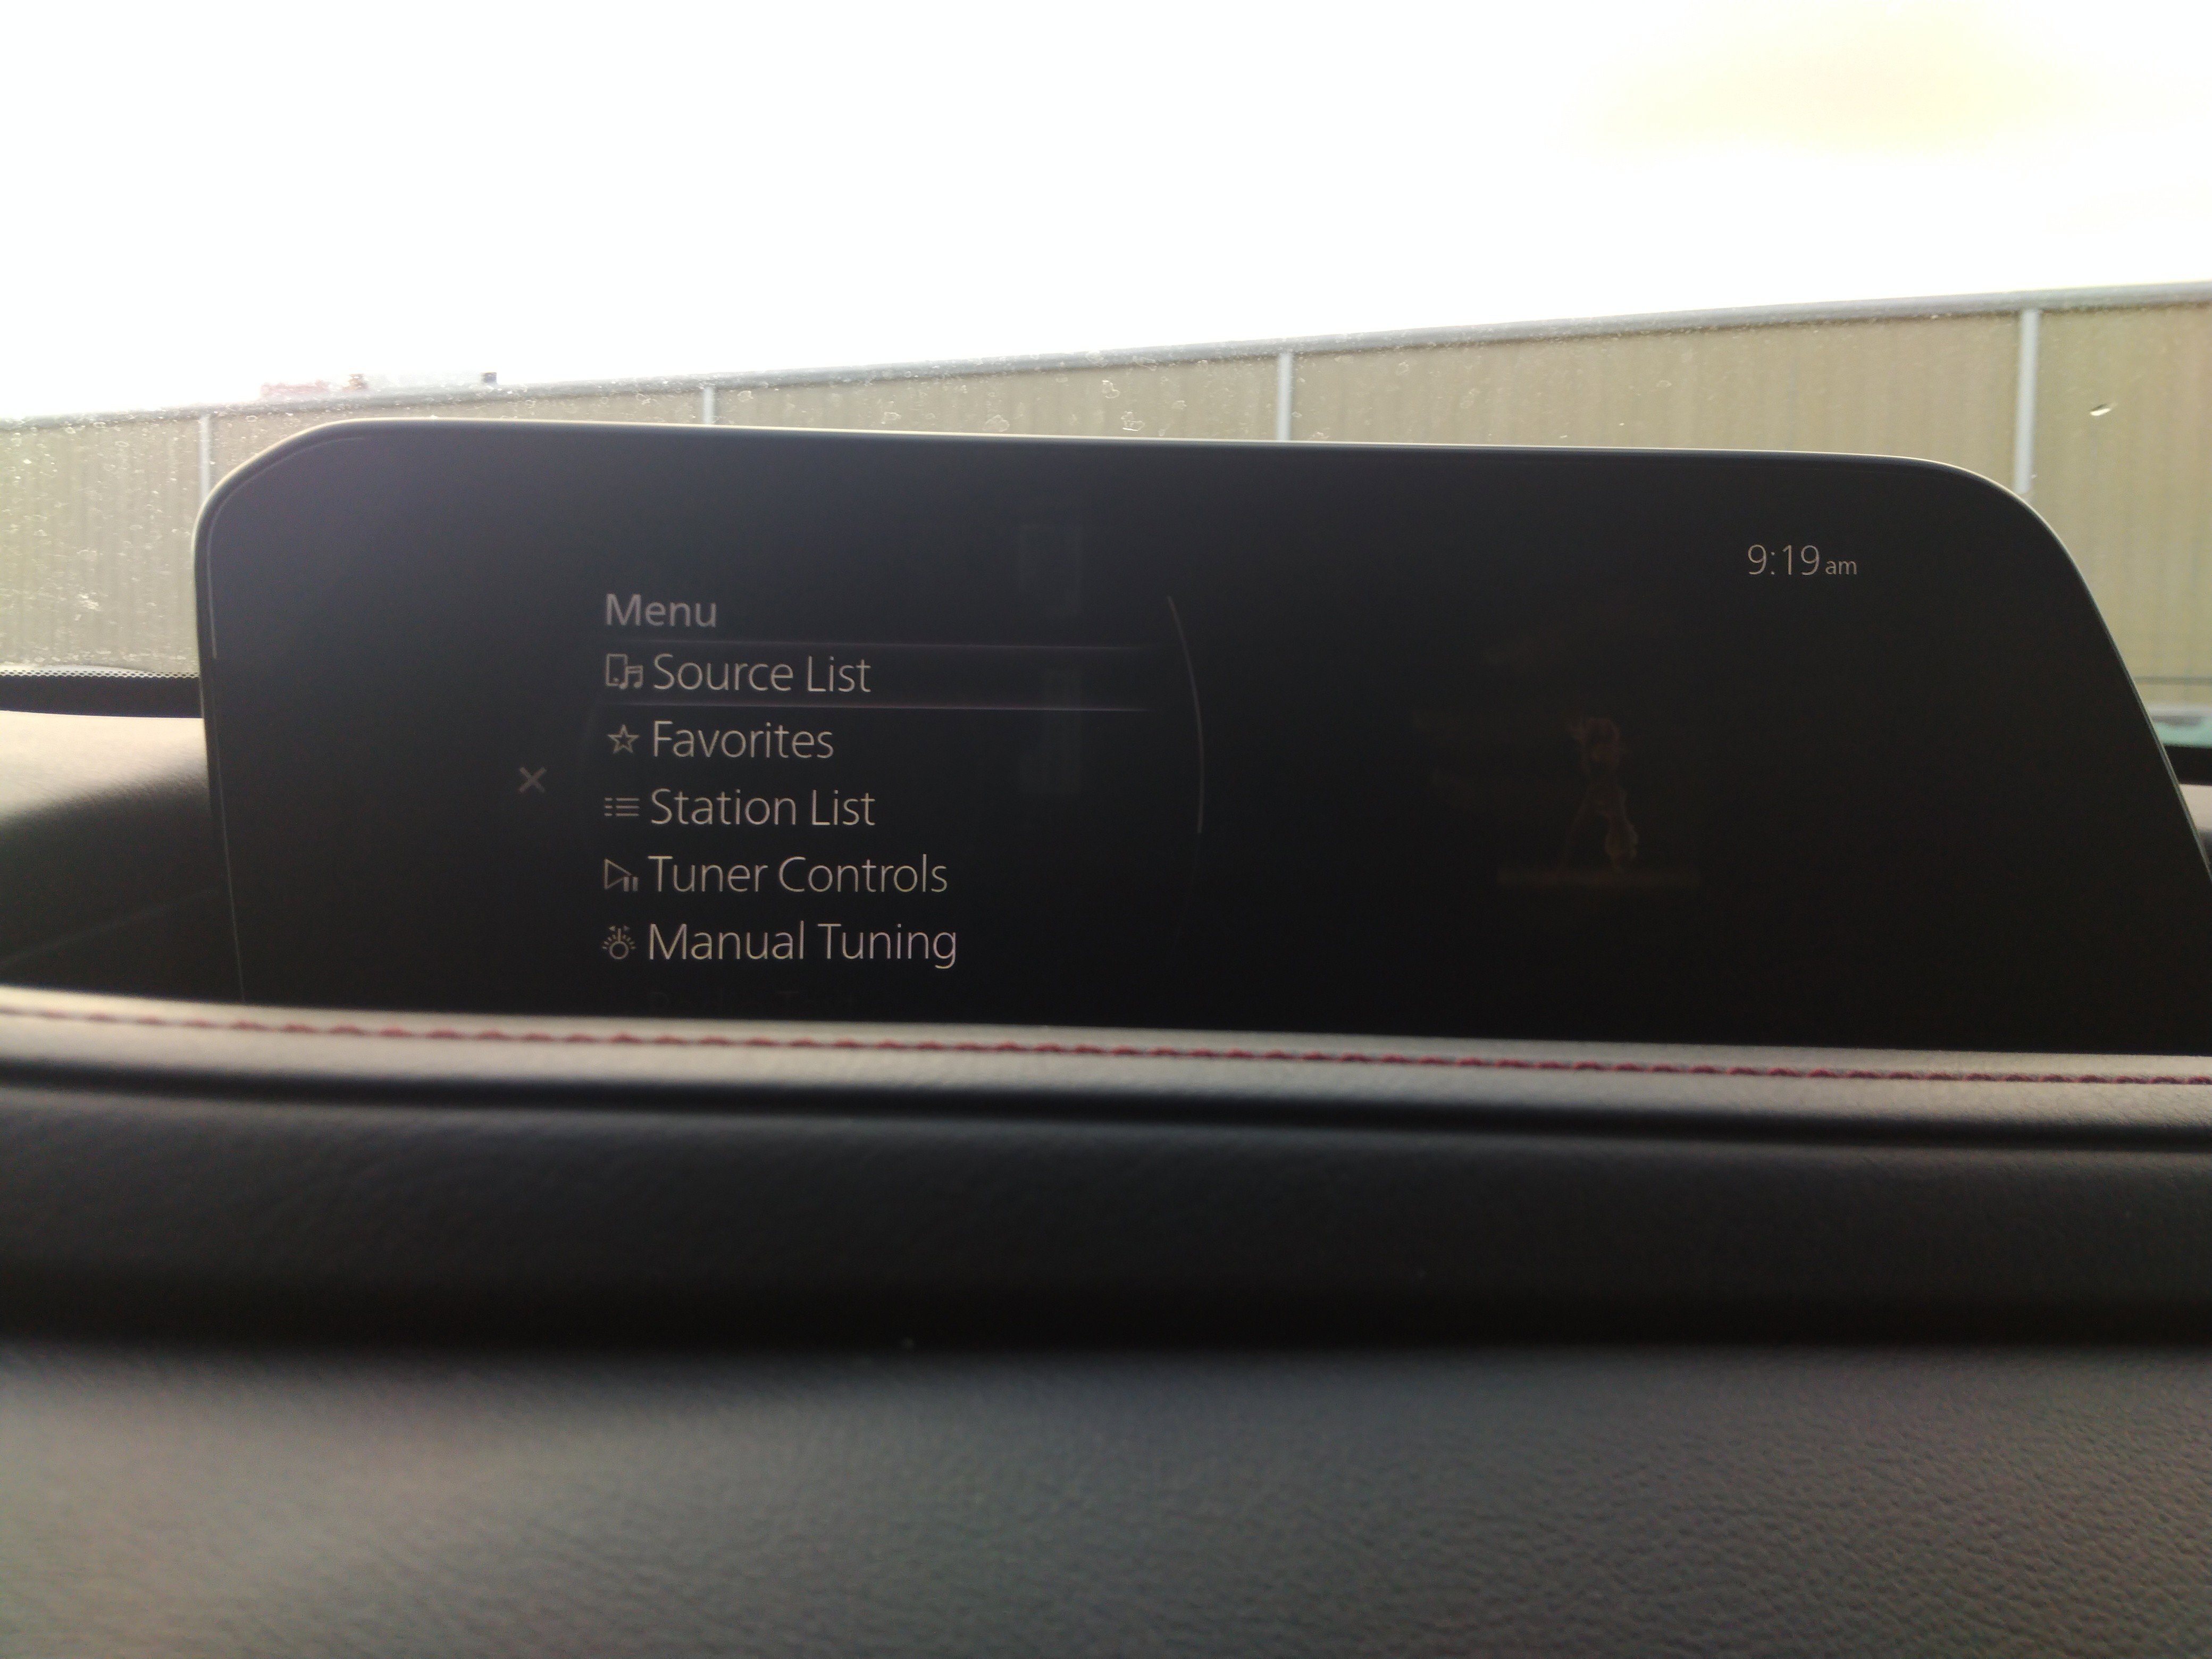 9:19am
Menu
Source List
Favorites
Station List
Tuner Controls
Manual Tuning